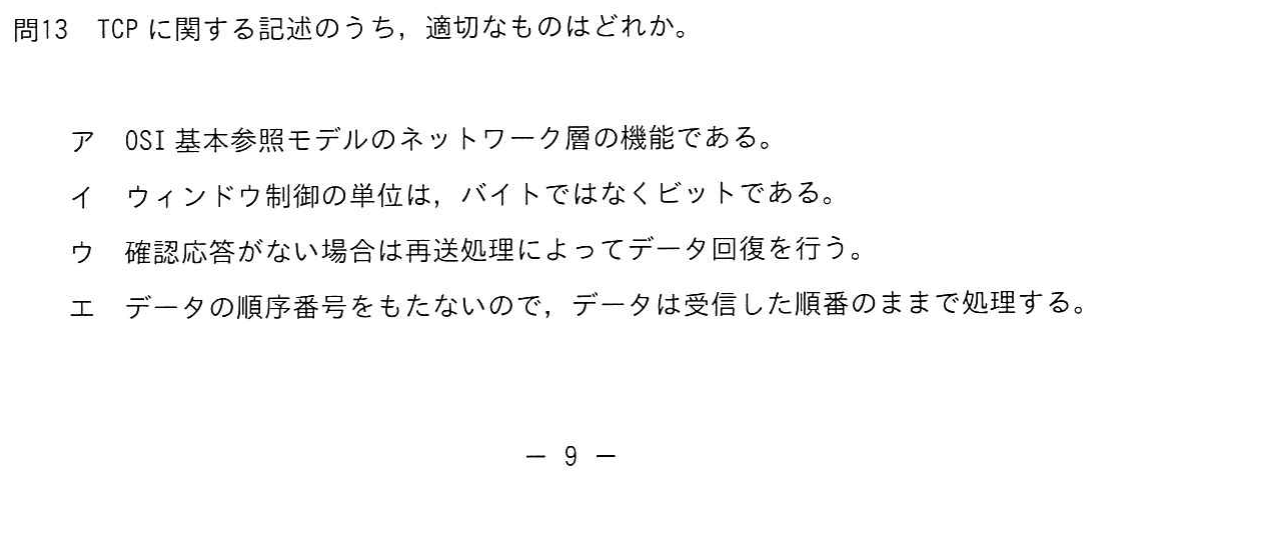 問13 TCP に関する記述のうち，適切なものはどれか。
ア OSI 基本参照モデルのネットワーク層の機能である。
イ ウィンドウ制御の単位は，バイトではなくビットである。
ウ 確認応答がない場合は再送処理によってデータ回復を行う。
エ データの順序番号をもたないので，データは受信した順番のままで処理する。
－ 9 －